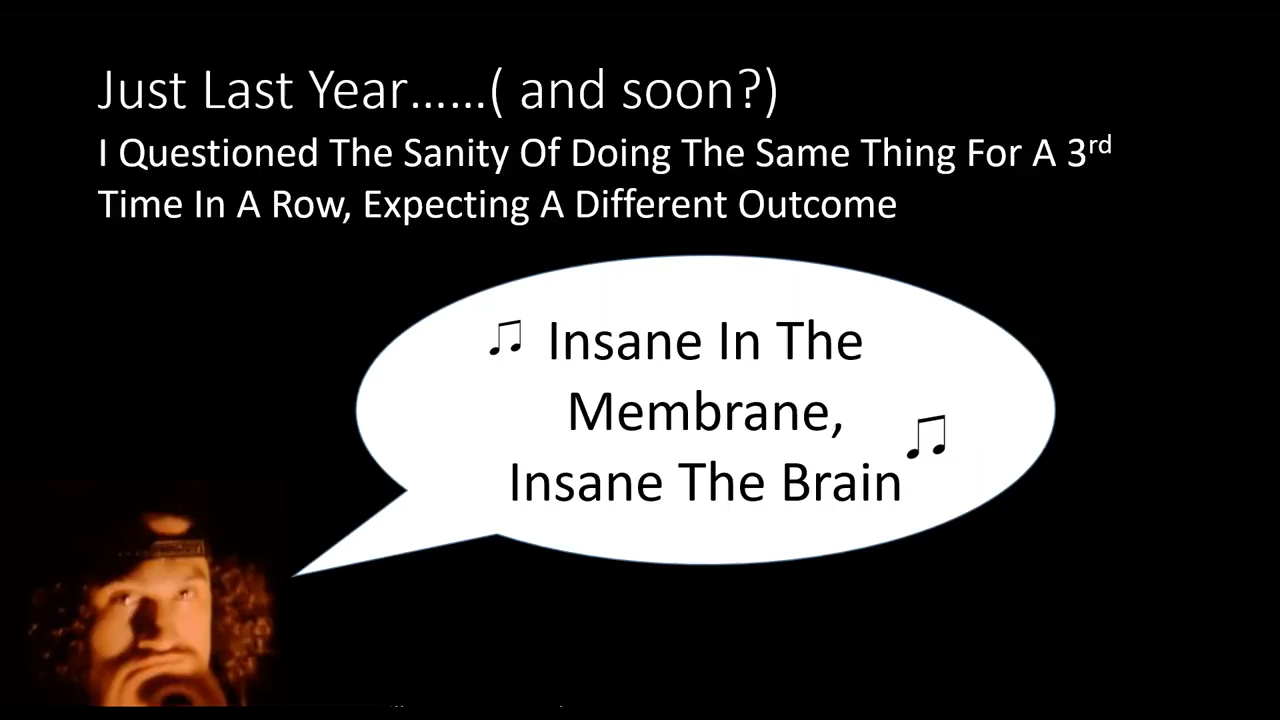 Just Last Year……( and soon?)
I Questioned The Sanity Of Doing The Same Thing For A 3rd
Time In A Row, Expecting A Different Outcome
♫ Insane In The
Membrane,
Insane The Brain ♫